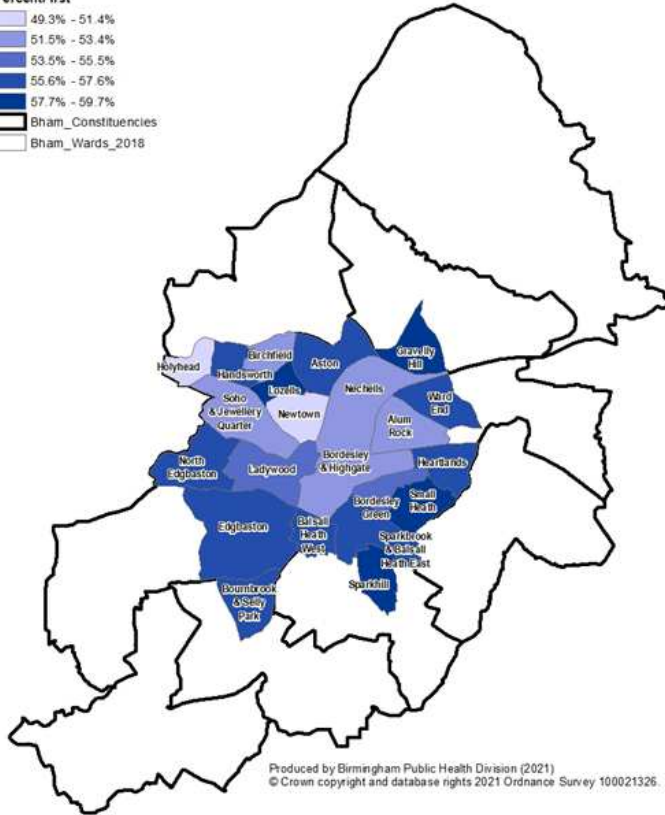 49.3% - 51.4%
51.5% - 53.4%
53.5% - 55.5%
55.6% - 57.6%
57.7% - 59.7%
Bham_Constituencies
Bham_Wards_2018
Holyhead
Birchfield
Handsworth
Aston
Gravelly
Hill
Lozells
Nechells
Soho
& Jewellery
Quarter
Newtown
Ward
End
Alum
Rock
North
Edgbaston
Ladywood
Bordesley
& Highgate
Heartlands
Edgbaston
Balsall
Heath
West
Bordesley
Green
Small
Heath
Sparkbrook
& Balsall
Heath East
Sparkhill
Bournbrook
& Selly
Park
Produced by Birmingham Public Health Division (2021)
© Crown copyright and database rights 2021 Ordnance Survey 100021326.